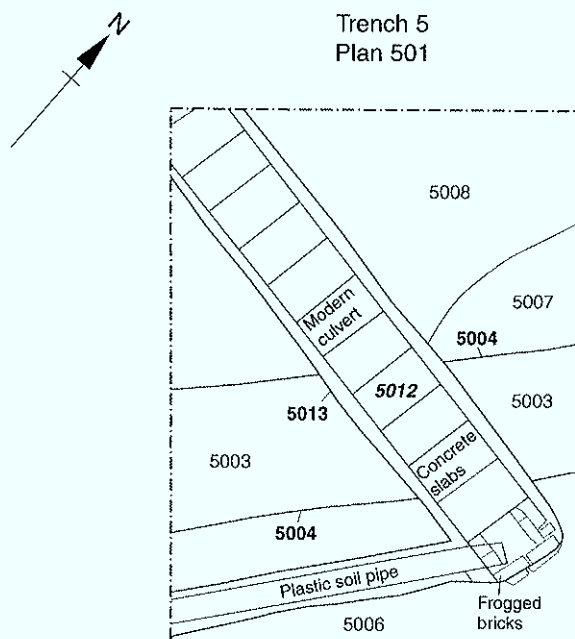 N
Trench 5
Plan 501
5008
5007
5004
Modern
culvert
5012
5013
5003
5003
Concrete
slabs
5004
Plastic soil pipe
Frogged
bricks
5006